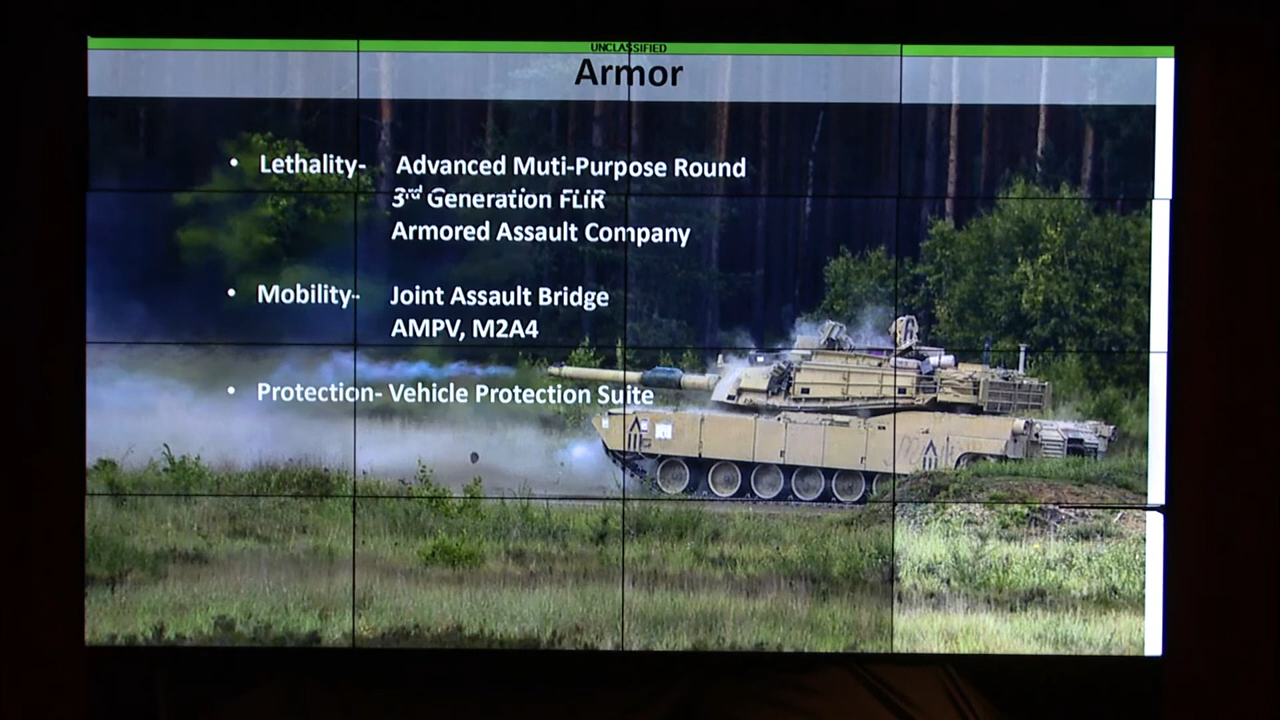 UNCLASSIFIED
Armor
• Lethality- Advanced Muti-Purpose Round
3rd Generation FLIR
Armored Assault Company
• Mobility- Joint Assault Bridge
AMPV, M2A4
• Protection- Vehicle Protection Suite